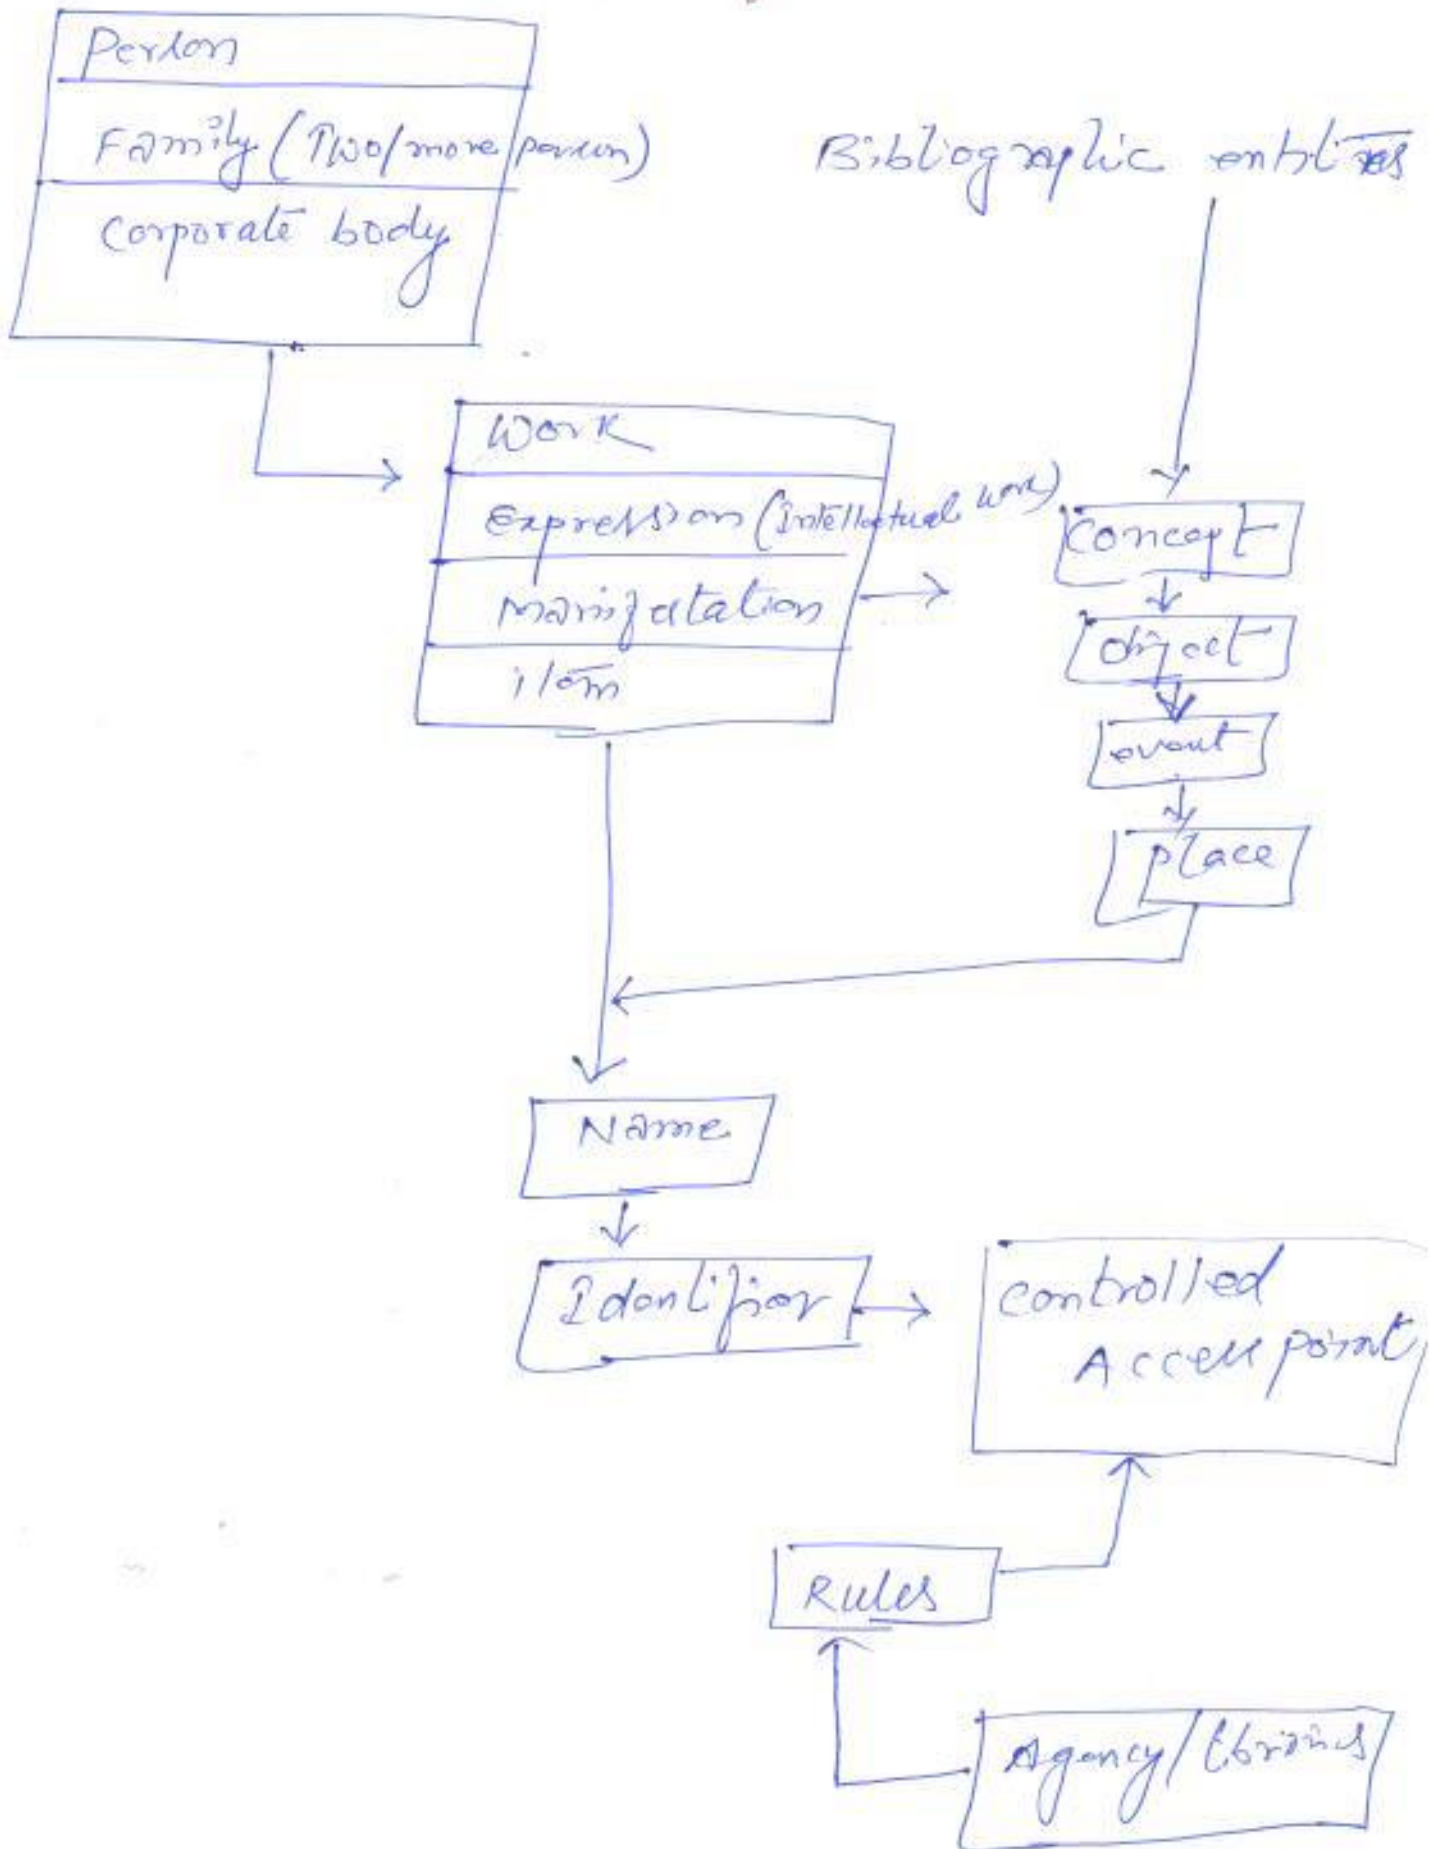 Person
Family (Two/more person)
Corporate body
Bibliographic entities
Work
Expression (Intellectual work)
Manifestation
item
Concept
object
event
place
Name
Identifier
Controlled
Access point
Rules
Agency/libraries